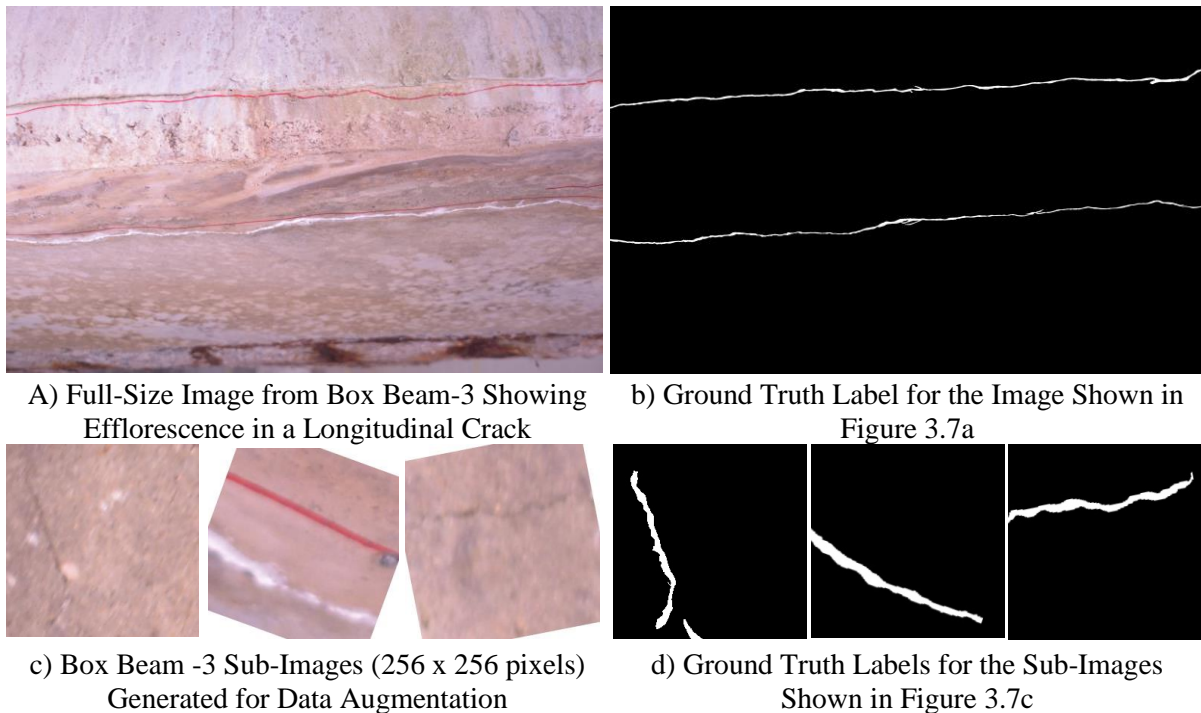 A) Full-Size Image from Box Beam-3 Showing
Efflorescence in a Longitudinal Crack
b) Ground Truth Label for the Image Shown in
Figure 3.7a
c) Box Beam -3 Sub-Images (256 x 256 pixels)
Generated for Data Augmentation
d) Ground Truth Labels for the Sub-Images
Shown in Figure 3.7c